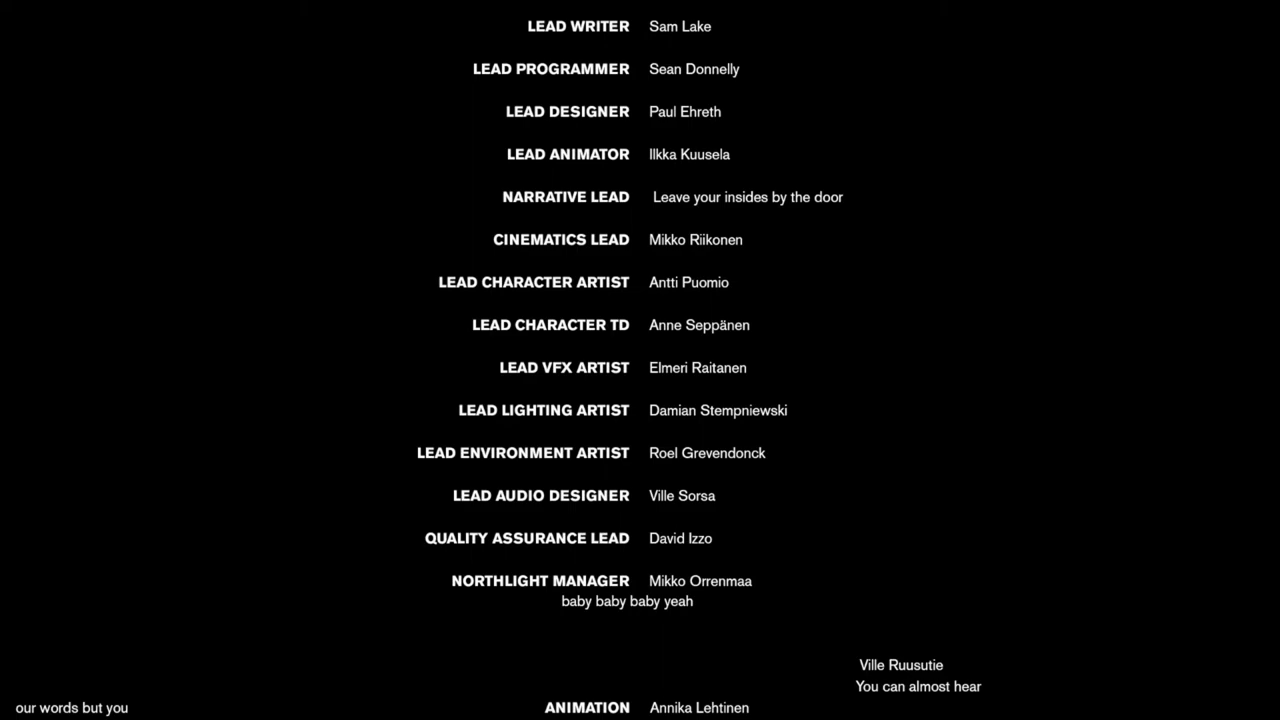 LEAD WRITER Sam Lake
LEAD PROGRAMMER Sean Donnelly
LEAD DESIGNER Paul Ehreth
LEAD ANIMATOR Ilkka Kuusela
NARRATIVE LEAD Leave your insides by the door
CINEMATICS LEAD Mikko Riikonen
LEAD CHARACTER ARTIST Antti Puomio
LEAD CHARACTER TD Anne Seppänen
LEAD VFX ARTIST Elmeri Raitanen
LEAD LIGHTING ARTIST Damian Stempniewski
LEAD ENVIRONMENT ARTIST Roel Grevendonck
LEAD AUDIO DESIGNER Ville Sorsa
QUALITY ASSURANCE LEAD David Izzo
NORTHLIGHT MANAGER Mikko Orrenmaa
baby baby baby yeah
Ville Ruusutie
You can almost hear
our words but you
ANIMATION Annika Lehtinen